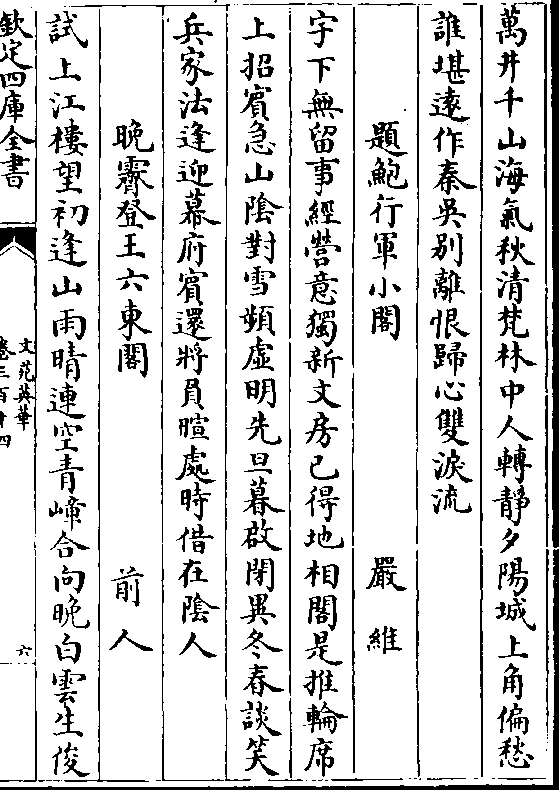 萬井千山海氣秋清梵林中人轉靜夕陽城上角偏愁
誰堪逺作秦吳别離恨歸心雙淚流
題鮑行軍小閣 嚴維
宇下無留事經營意獨新文房已得地相閣是推輪席
上招賓急山陰對雪頻虛明先旦暮啟閉異冬春談笑
兵家法逢迎幕府賓還將負暄處時借在陰人
晚霽登王六東閣 前人
試上江樓望初逢山雨晴連空青嶂合向晚白雲生俊
欽定四庫全書
文苑英華
卷三百十四
六